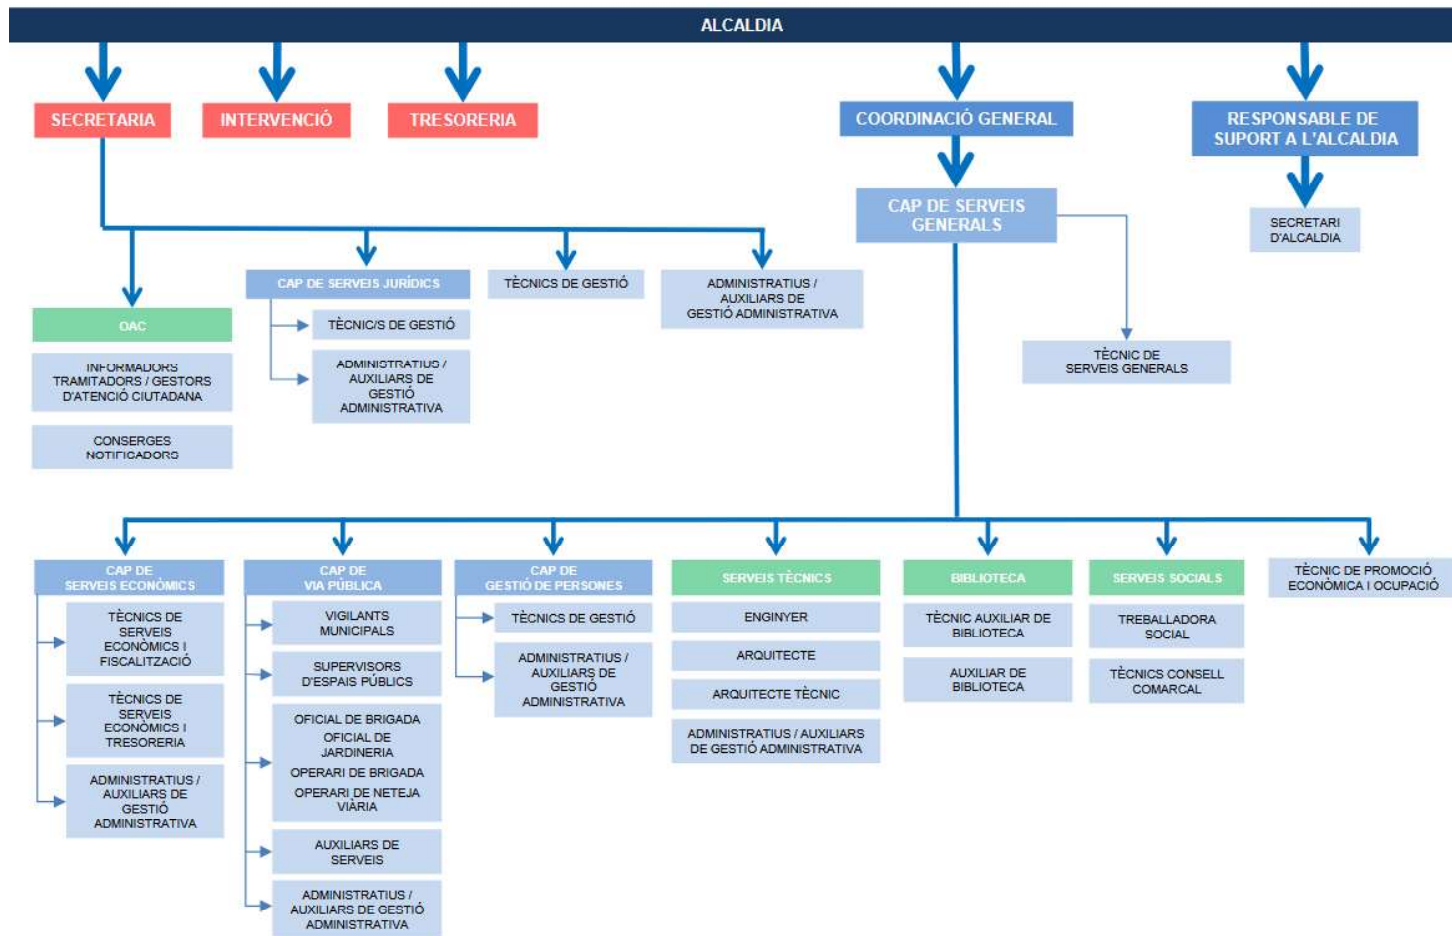 ALCALDIA
SECRETARIA
INTERVENCIÓ
TRESORERIA
COORDINACIÓ GENERAL
RESPONSABLE DE
SUPORT A L'ALCALDIA
CAP DE SERVEIS
GENERALS
SECRETARI
D'ALCALDIA
CAP DE SERVEIS JURÍDICS
TÈCNICS DE GESTIÓ
ADMINISTRATIUS /
AUXILIARS DE
GESTIÓ ADMINISTRATIVA
OAC
TÈCNIC/S DE GESTIÓ
TÈCNIC DE
SERVEIS GENERALS
INFORMADORS
TRAMITADORS / GESTORS
D'ATENCIÓ CIUTADANA
ADMINISTRATIUS /
AUXILIARS DE
GESTIÓ
ADMINISTRATIVA
CONSERGES
NOTIFICADORS
CAP DE
SERVEIS ECONÒMICS
TÈCNICS DE
SERVEIS
ECONÒMICS I
FISCALITZACIÓ
TÈCNICS DE
SERVEIS
ECONÒMICS I
TRESORERIA
ADMINISTRATIUS /
AUXILIARS DE
GESTIÓ
ADMINISTRATIVA
CAP DE
VIA PÚBLICA
VIGILANTS
MUNICIPALS
SUPERVISORS
D'ESPAIS PÚBLICS
OFICIAL DE BRIGADA
OFICIAL DE
JARDINERIA
OPERARI DE BRIGADA
OPERARI DE NETEJA
VIÀRIA
AUXILIARS DE
SERVEIS
ADMINISTRATIUS /
AUXILIARS DE GESTIÓ
ADMINISTRATIVA
CAP DE
GESTIÓ DE PERSONES
TÈCNICS DE GESTIÓ
ADMINISTRATIUS /
AUXILIARS DE
GESTIÓ
ADMINISTRATIVA
SERVEIS TÈCNICS
ENGINYER
ARQUITECTE
ARQUITECTE TÈCNIC
ADMINISTRATIUS / AUXILIARS
DE GESTIÓ ADMINISTRATIVA
BIBLIOTECA
TÈCNIC AUXILIAR DE
BIBLIOTECA
AUXILIAR DE
BIBLIOTECA
SERVEIS SOCIALS
TREBALLADORA
SOCIAL
TÈCNICS CONSELL
COMARCAL
TÈCNIC DE PROMOCIÓ
ECONÒMICA I OCUPACIÓ